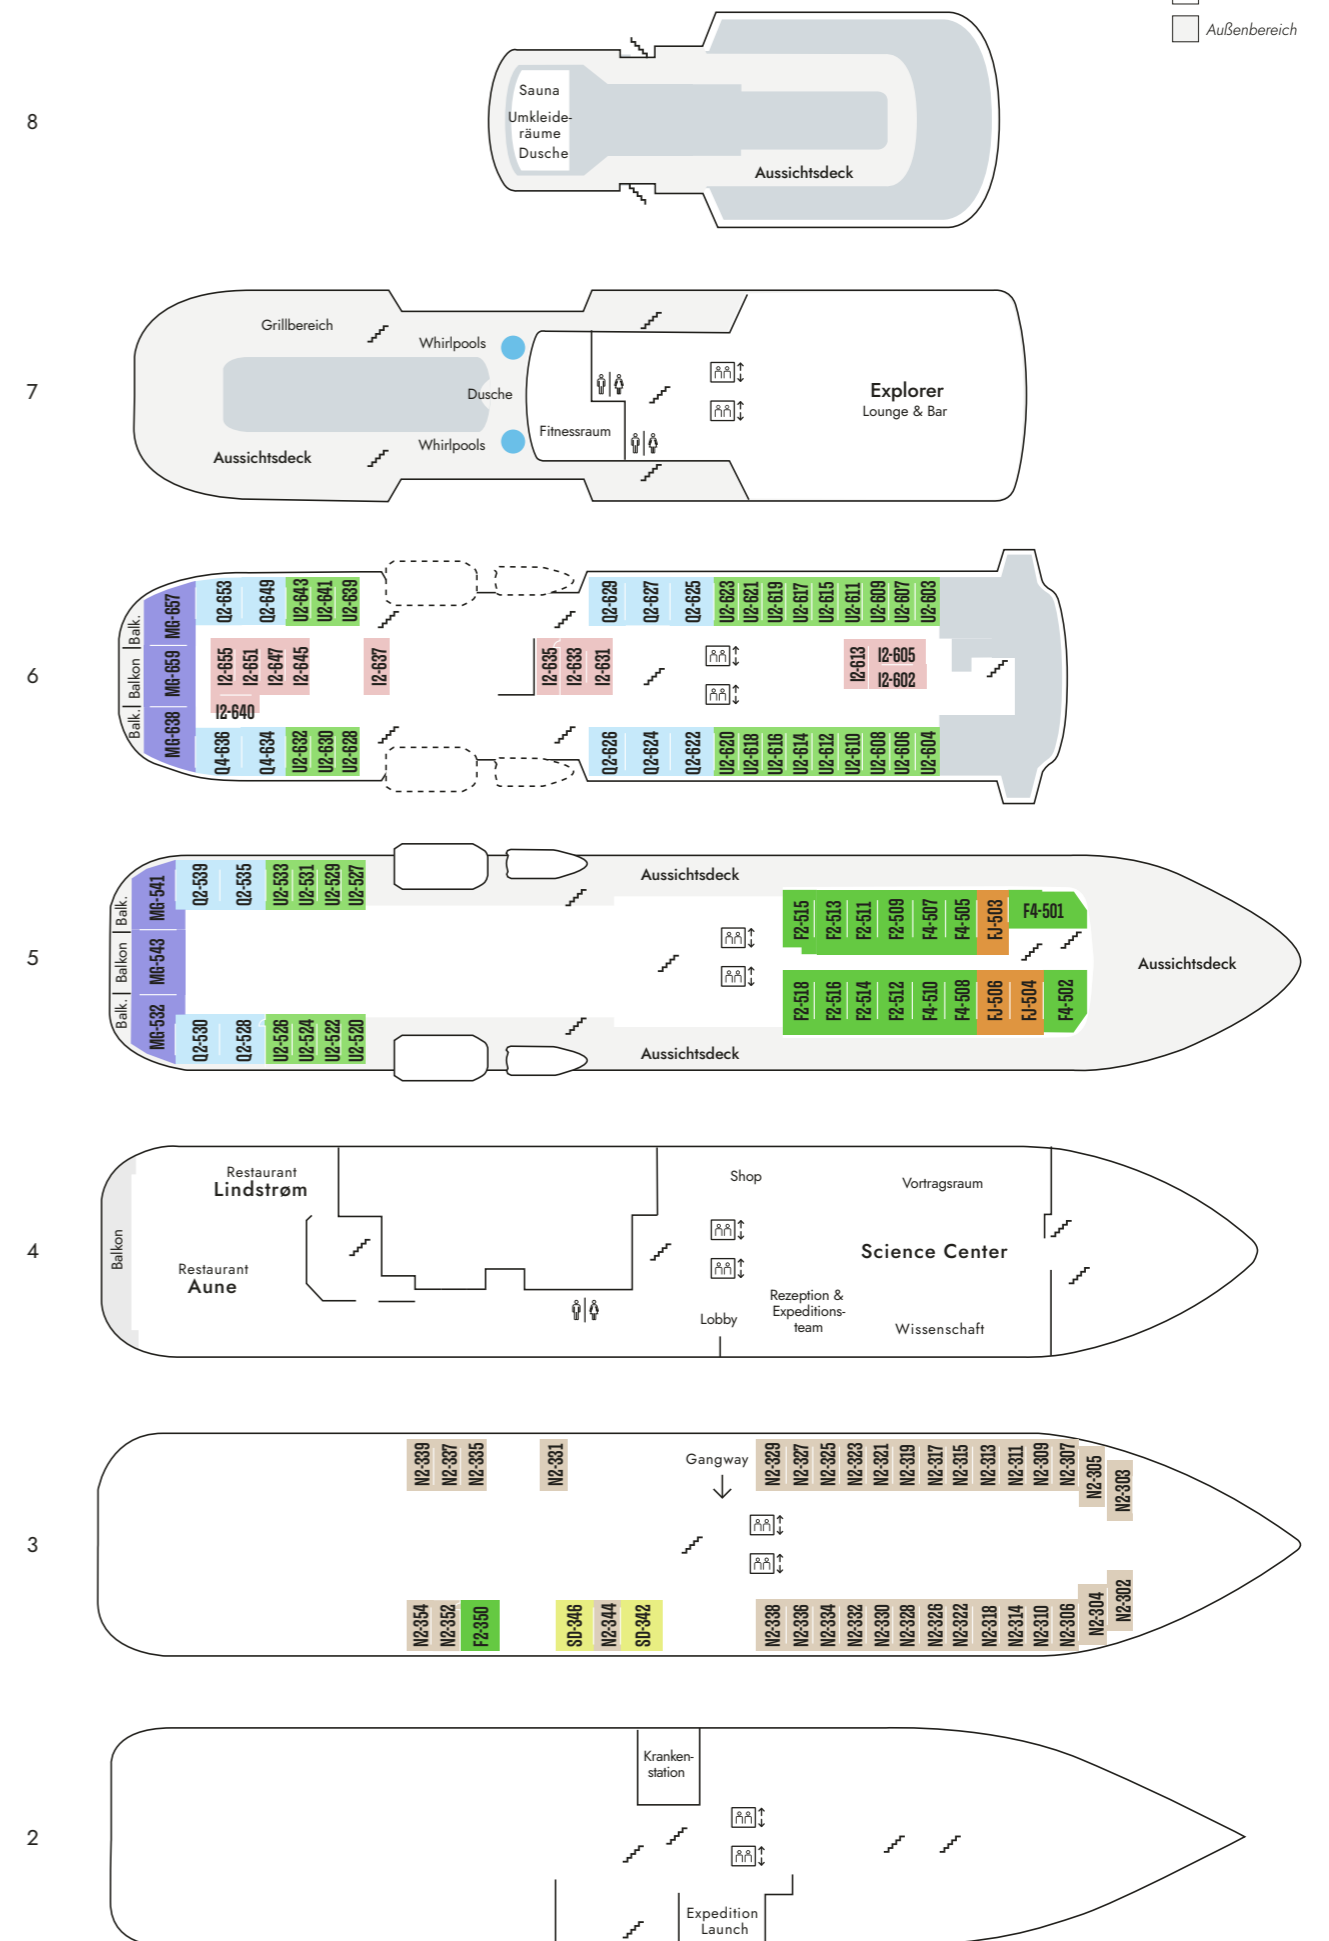 Außenbereich
8
Sauna
Umkleide-
räume
Dusche
Aussichtsdeck
7
Grillbereich
Whirlpools
Dusche
Whirlpools
Aussichtsdeck
Fitnessraum
Explorer
Lounge & Bar
6
Balk.
Balkon
Balk.
MG-657
MG-659
MG-638
Q2-653
Q2-649
U2-643
U2-641
U2-639
Q2-629
Q2-627
Q2-625
U2-623
U2-621
U2-619
U2-617
U2-615
U2-611
U2-609
U2-607
U2-603
I2-655
I2-651
I2-647
I2-645
I2-637
I2-635
I2-633
I2-631
I2-613
I2-605
I2-602
I2-640
Q4-636
Q4-634
U2-632
U2-630
U2-628
Q2-626
Q2-624
Q2-622
U2-620
U2-618
U2-616
U2-614
U2-612
U2-610
U2-608
U2-606
U2-604
5
Balk.
Balkon
Balk.
MG-541
MG-543
MG-532
Q2-539
Q2-535
U2-533
U2-531
U2-529
U2-527
Aussichtsdeck
F2-515
F2-513
F2-511
F2-509
F4-507
F4-505
FJ-503
F4-501
Aussichtsdeck
F2-518
F2-516
F2-514
F2-512
F4-510
F4-508
FJ-506
FJ-504
F4-502
Q2-530
Q2-528
U2-526
U2-524
U2-522
U2-520
Aussichtsdeck
4
Balkon
Restaurant
Lindstrøm
Restaurant
Aune
Shop
Vortragsraum
Science Center
Lobby
Rezeption &
Expeditions-
team
Wissenschaft
3
N2-339
N2-337
N2-335
N2-331
Gangway
N2-329
N2-327
N2-325
N2-323
N2-321
N2-319
N2-317
N2-315
N2-313
N2-311
N2-309
N2-307
N2-305
N2-303
N2-354
N2-352
F2-350
SD-346
N2-344
SD-342
N2-338
N2-336
N2-334
N2-332
N2-330
N2-328
N2-326
N2-322
N2-318
N2-314
N2-310
N2-306
N2-304
N2-302
2
Kranken-
station
Expedition
Launch